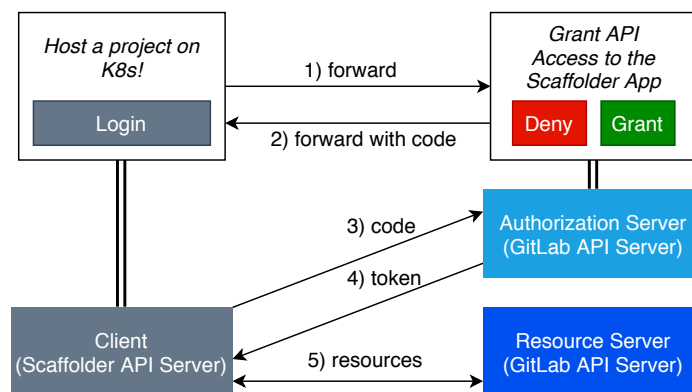 Host a project on
K8s!
Login
1) forward
2) forward with code
Grant API
Access to the
Scaffolder App
Deny
Grant
3) code
4) token
Authorization Server
(GitLab API Server)
Client
(Scaffolder API Server)
5) resources
Resource Server
(GitLab API Server)